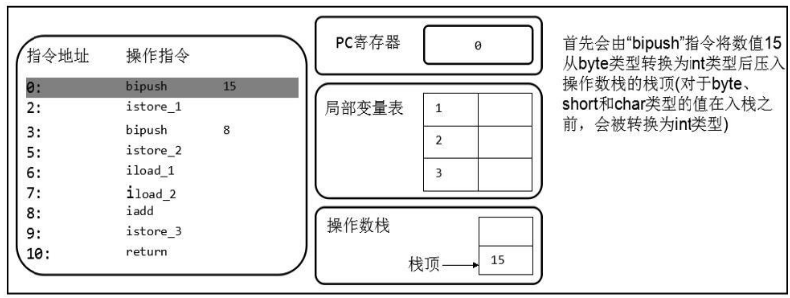 指令地址 操作指令
0: bipush 15
2: istore_1
3: bipush 8
5: istore_2
6: iload_1
7: iload_2
8: iadd
9: istore_3
10: return
PC寄存器 0
局部变量表 1
2
3
操作数栈
栈顶 15
首先会由“bipush”指令将数值15
从byte类型转换为int类型后压入
操作数栈的栈顶(对于byte、
short和char类型的值在入栈之
前，会被转换为int类型)